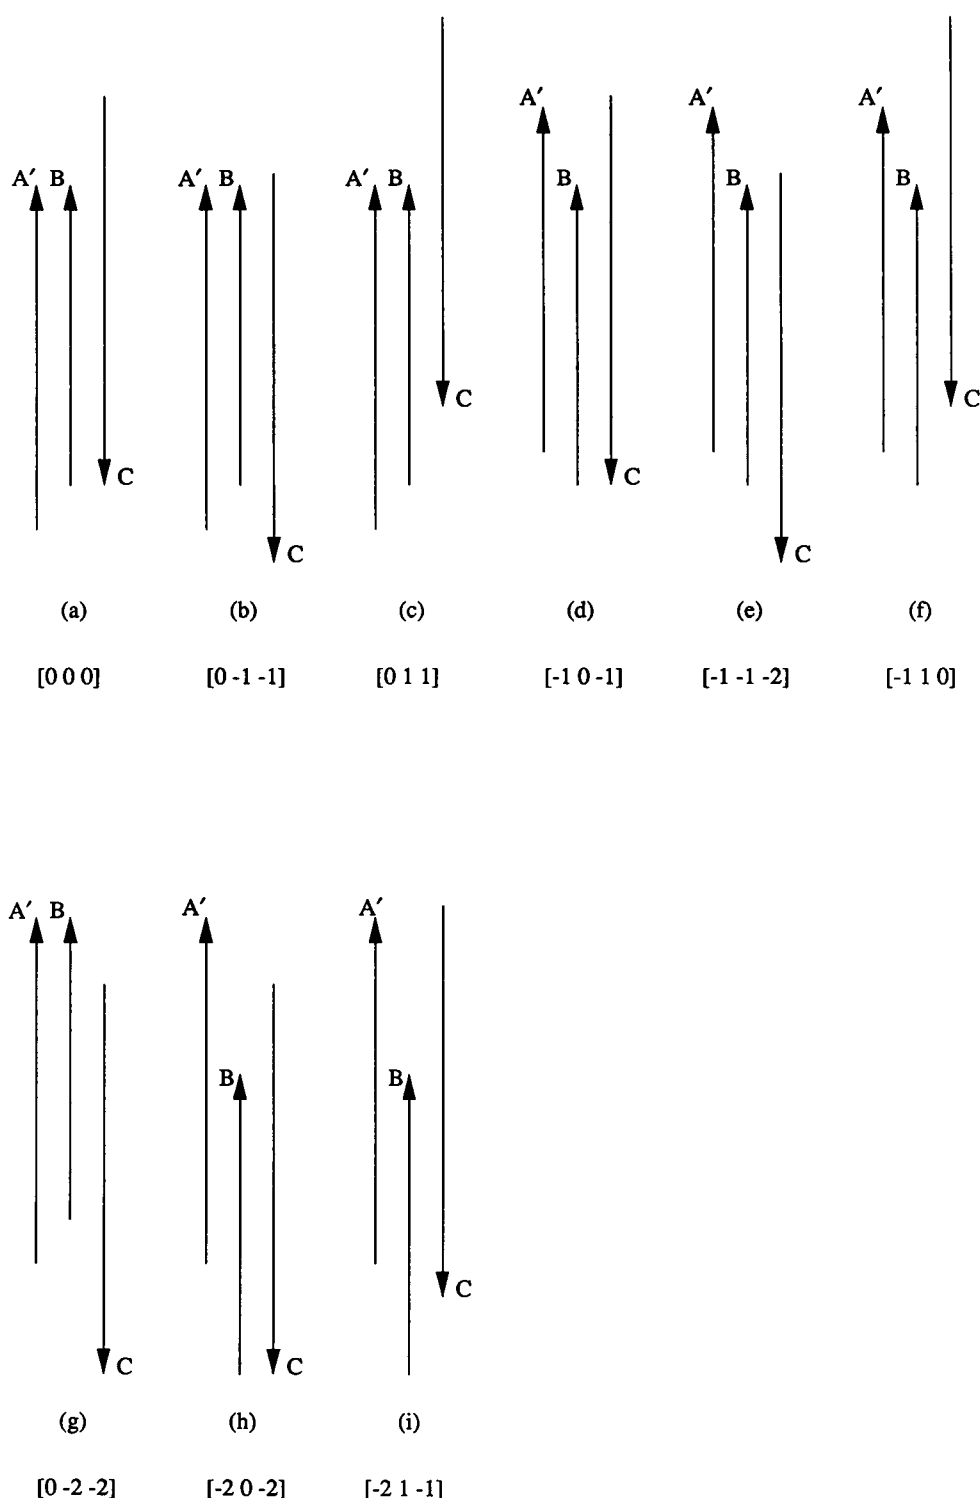 A′ B C
A′ B C
A′ B C
A′ B C
A′ B C
A′ B C
(a) (b) (c) (d) (e) (f)
[0 0 0] [0 -1 -1] [0 1 1] [-1 0 -1] [-1 -1 -2] [-1 1 0]
A′ B C
A′ B C
A′ B C
(g) (h) (i)
[0 -2 -2] [-2 0 -2] [-2 1 -1]